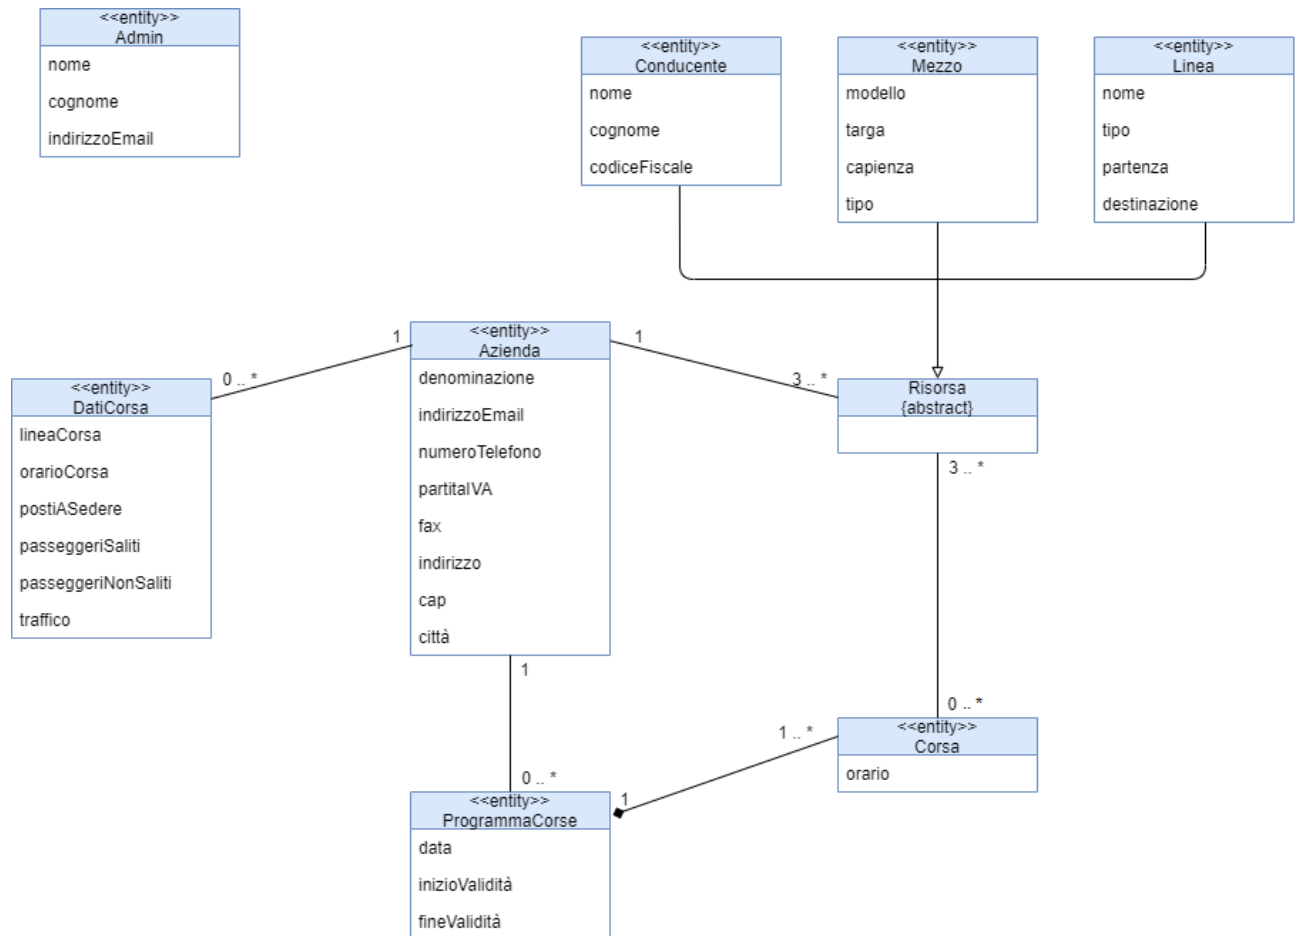 <<entity>>
Admin
nome
cognome
indirizzoEmail
<<entity>>
Conducente
nome
cognome
codiceFiscale
<<entity>>
Mezzo
modello
targa
capienza
tipo
<<entity>>
Linea
nome
tipo
partenza
destinazione
1
0 .. *
<<entity>>
DatiCorsa
lineaCorsa
orarioCorsa
postiASedere
passeggeriSaliti
passeggeriNonSaliti
traffico
<<entity>>
Azienda
denominazione
indirizzoEmail
numeroTelefono
partitaIVA
fax
indirizzo
cap
città
1
3 .. *
Risorsa
{abstract}
3 .. *
0 .. *
<<entity>>
Corsa
orario
1
0 .. *
1 .. *
1
<<entity>>
ProgrammaCorse
data
inizioValidità
fineValidità